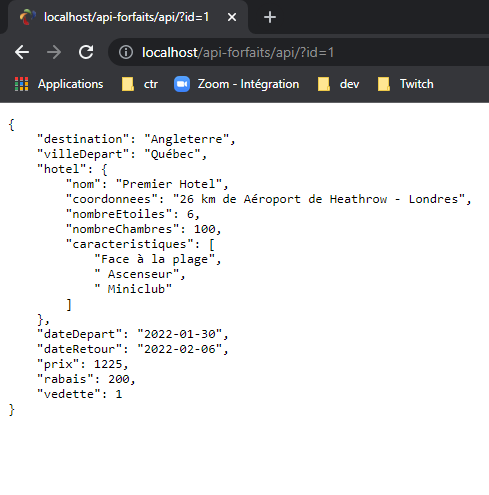 localhost/api-forfaits/api/?id=1
localhost/api-forfaits/api/?id=1
Applications ctr Zoom - Intégration dev Twitch
{
    "destination": "Angleterre",
    "villeDepart": "Québec",
    "hotel": {
        "nom": "Premier Hotel",
        "coordonnees": "26 km de Aéroport de Heathrow - Londres",
        "nombreEtoiles": 6,
        "nombreChambres": 100,
        "caracteristiques": [
            "Face à la plage",
            " Ascenseur",
            " Miniclub"
        ]
    },
    "dateDepart": "2022-01-30",
    "dateRetour": "2022-02-06",
    "prix": 1225,
    "rabais": 200,
    "vedette": 1
}